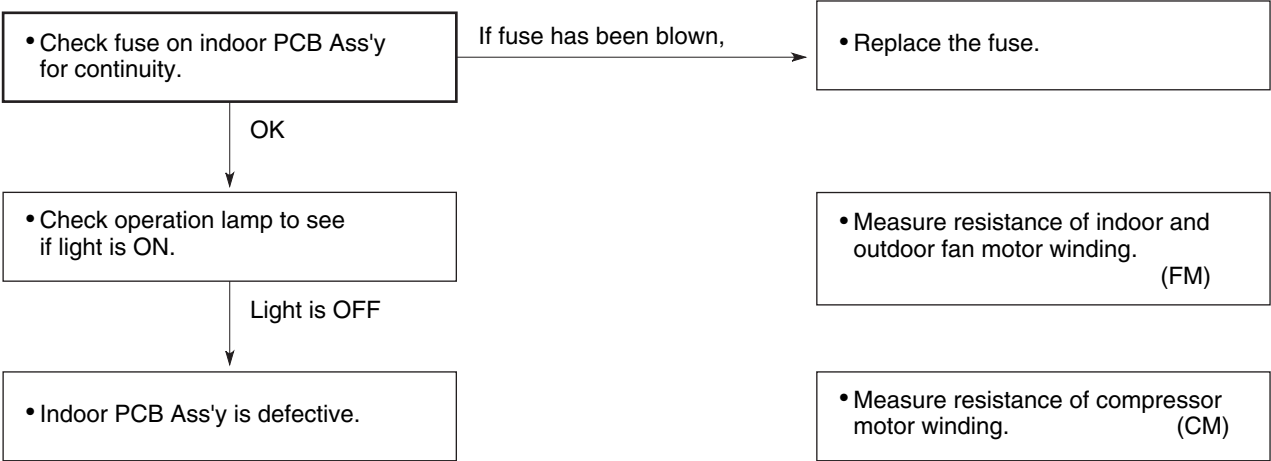 • Check fuse on indoor PCB Ass'y
for continuity.
If fuse has been blown,
• Replace the fuse.
OK
• Check operation lamp to see
if light is ON.
• Measure resistance of indoor and
outdoor fan motor winding.
(FM)
Light is OFF
• Indoor PCB Ass'y is defective.
• Measure resistance of compressor
motor winding. (CM)